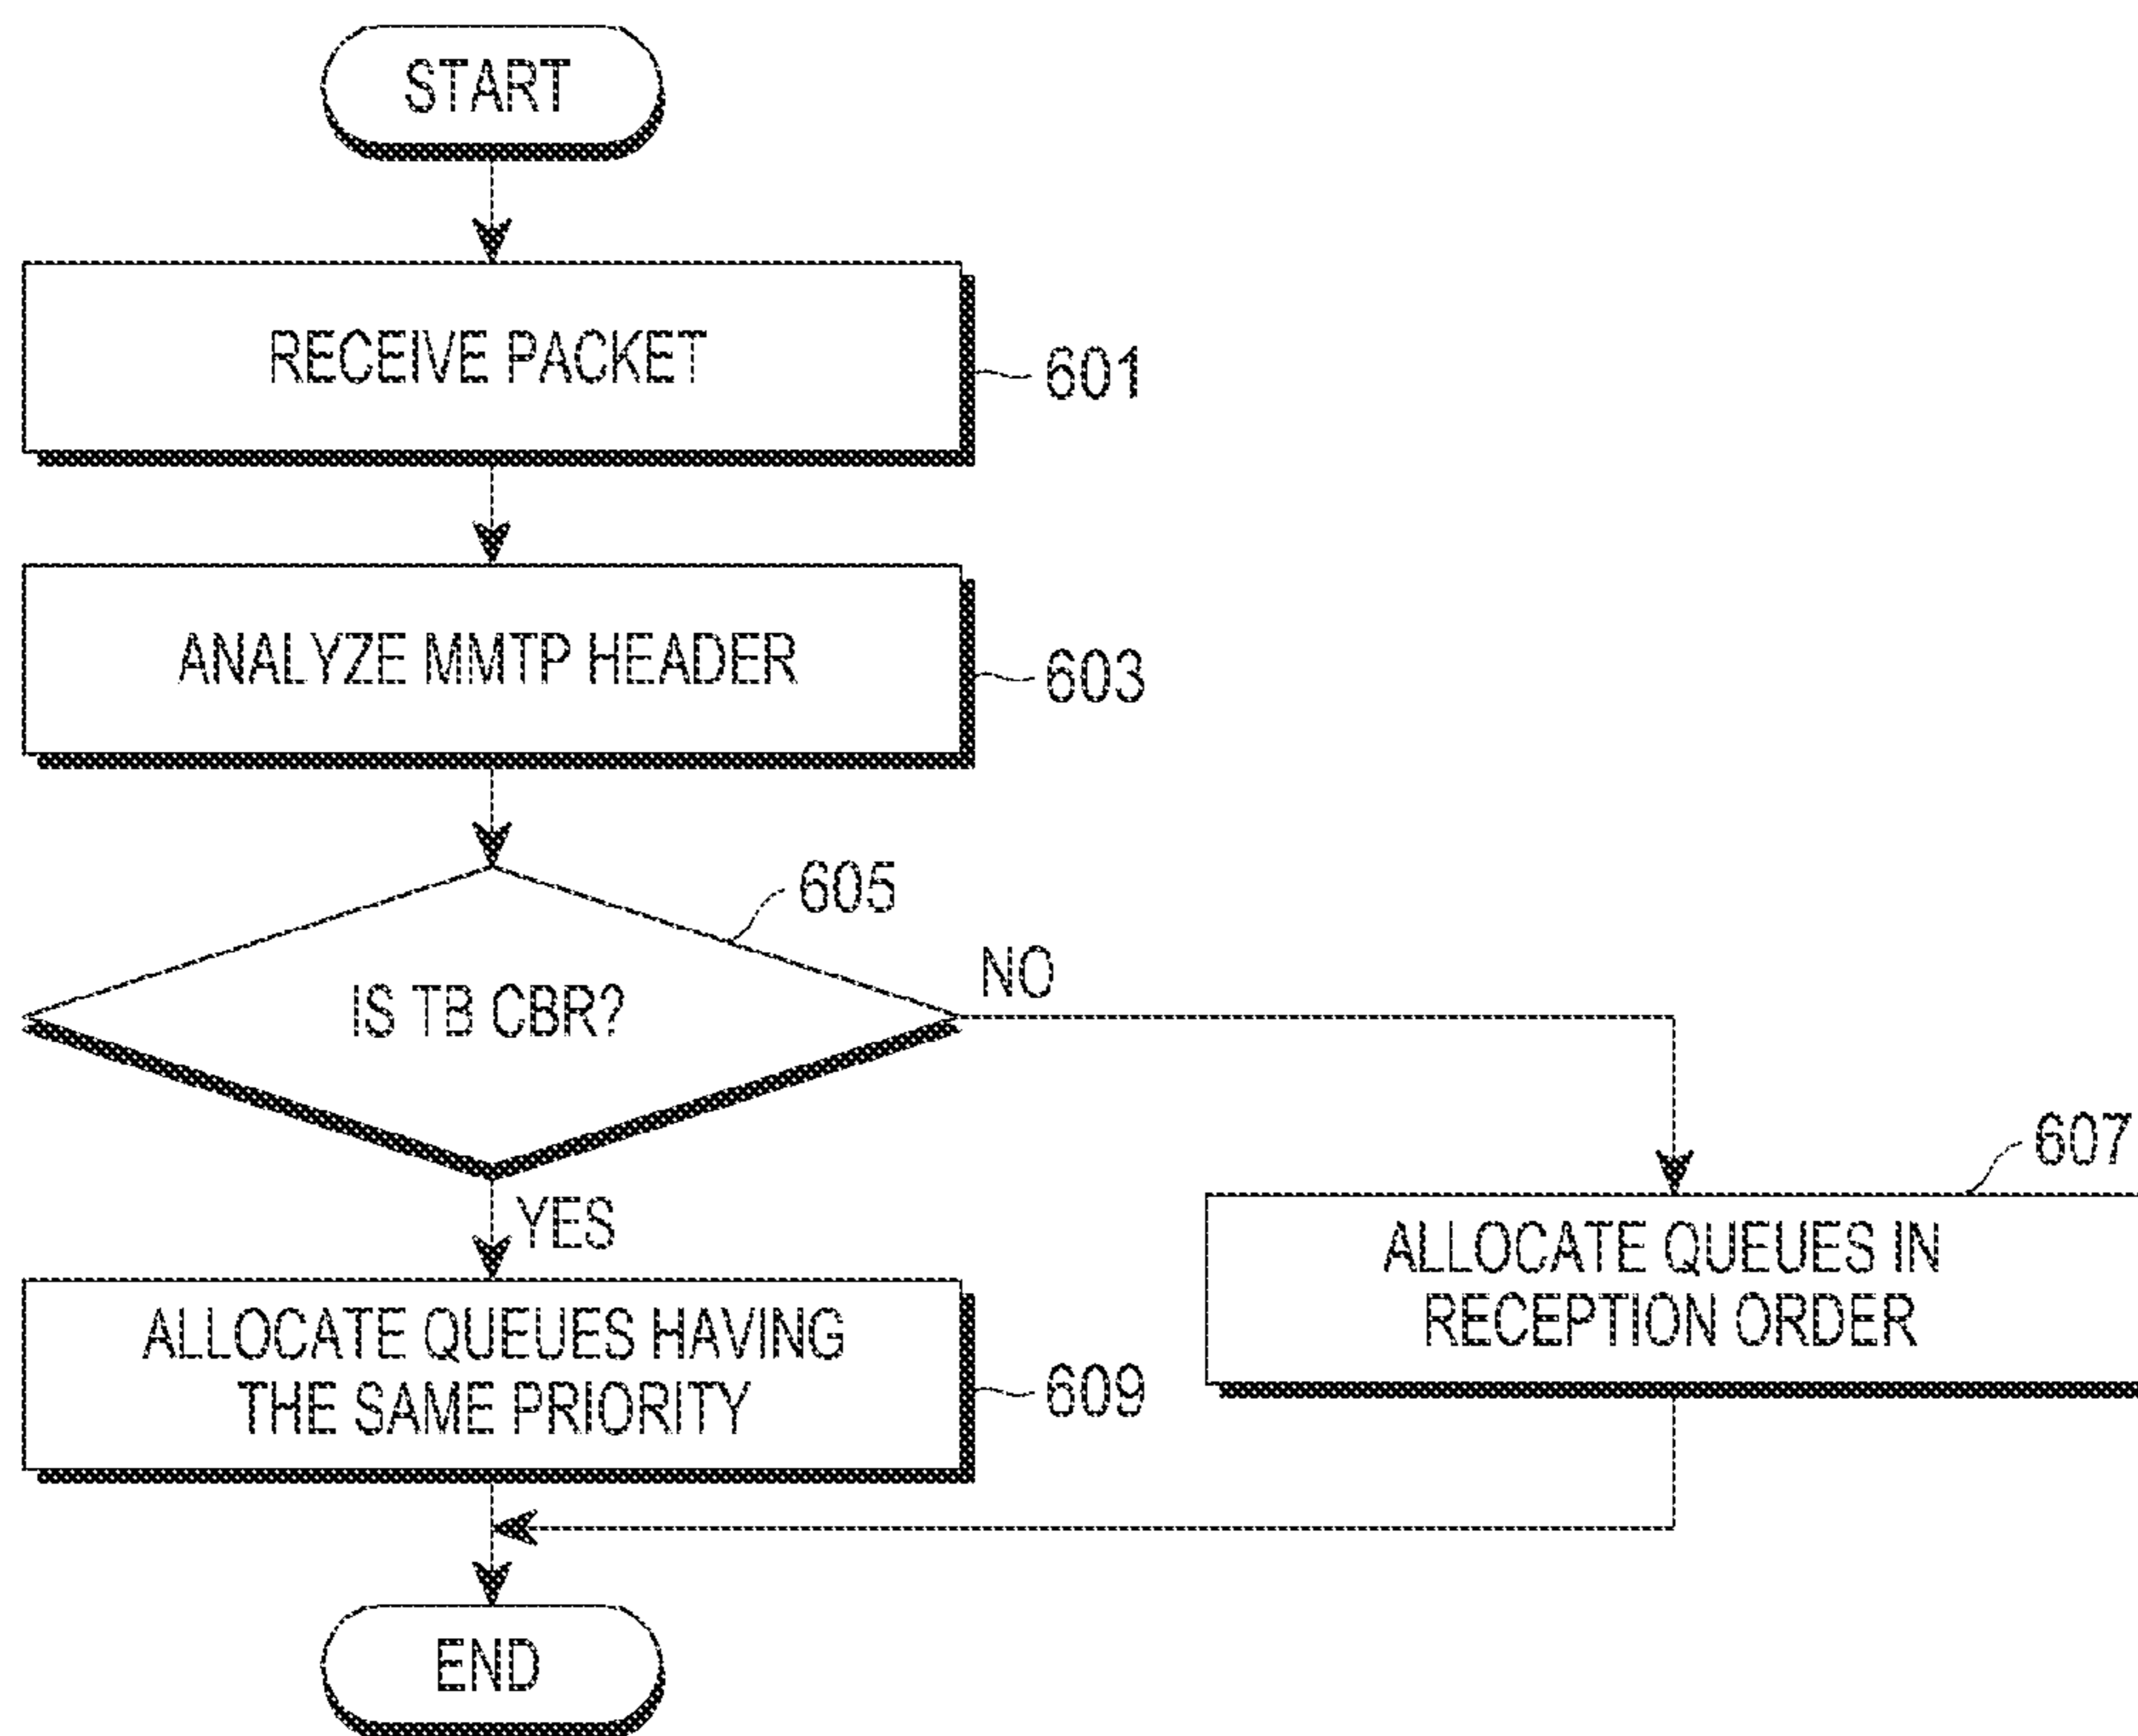 START
RECEIVE PACKET
601
ANALYZE MMTP HEADER
603
605
IS TB CBR?
NO
YES
607
ALLOCATE QUEUES IN
RECEPTION ORDER
ALLOCATE QUEUES HAVING
THE SAME PRIORITY
609
END